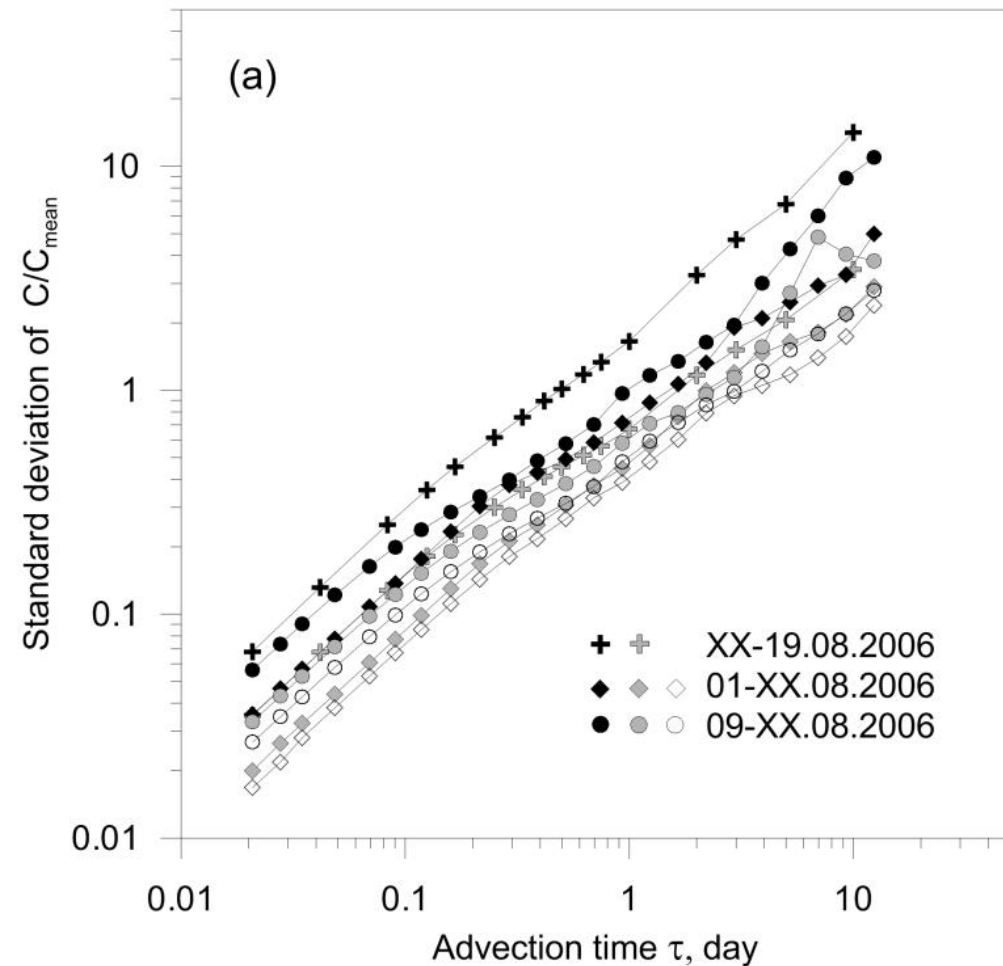 (a)
10
1
0.1
0.01
Standard deviation of C/Cmean
XX-19.08.2006
01-XX.08.2006
09-XX.08.2006
0.01 0.1 1 10
Advection time τ, day